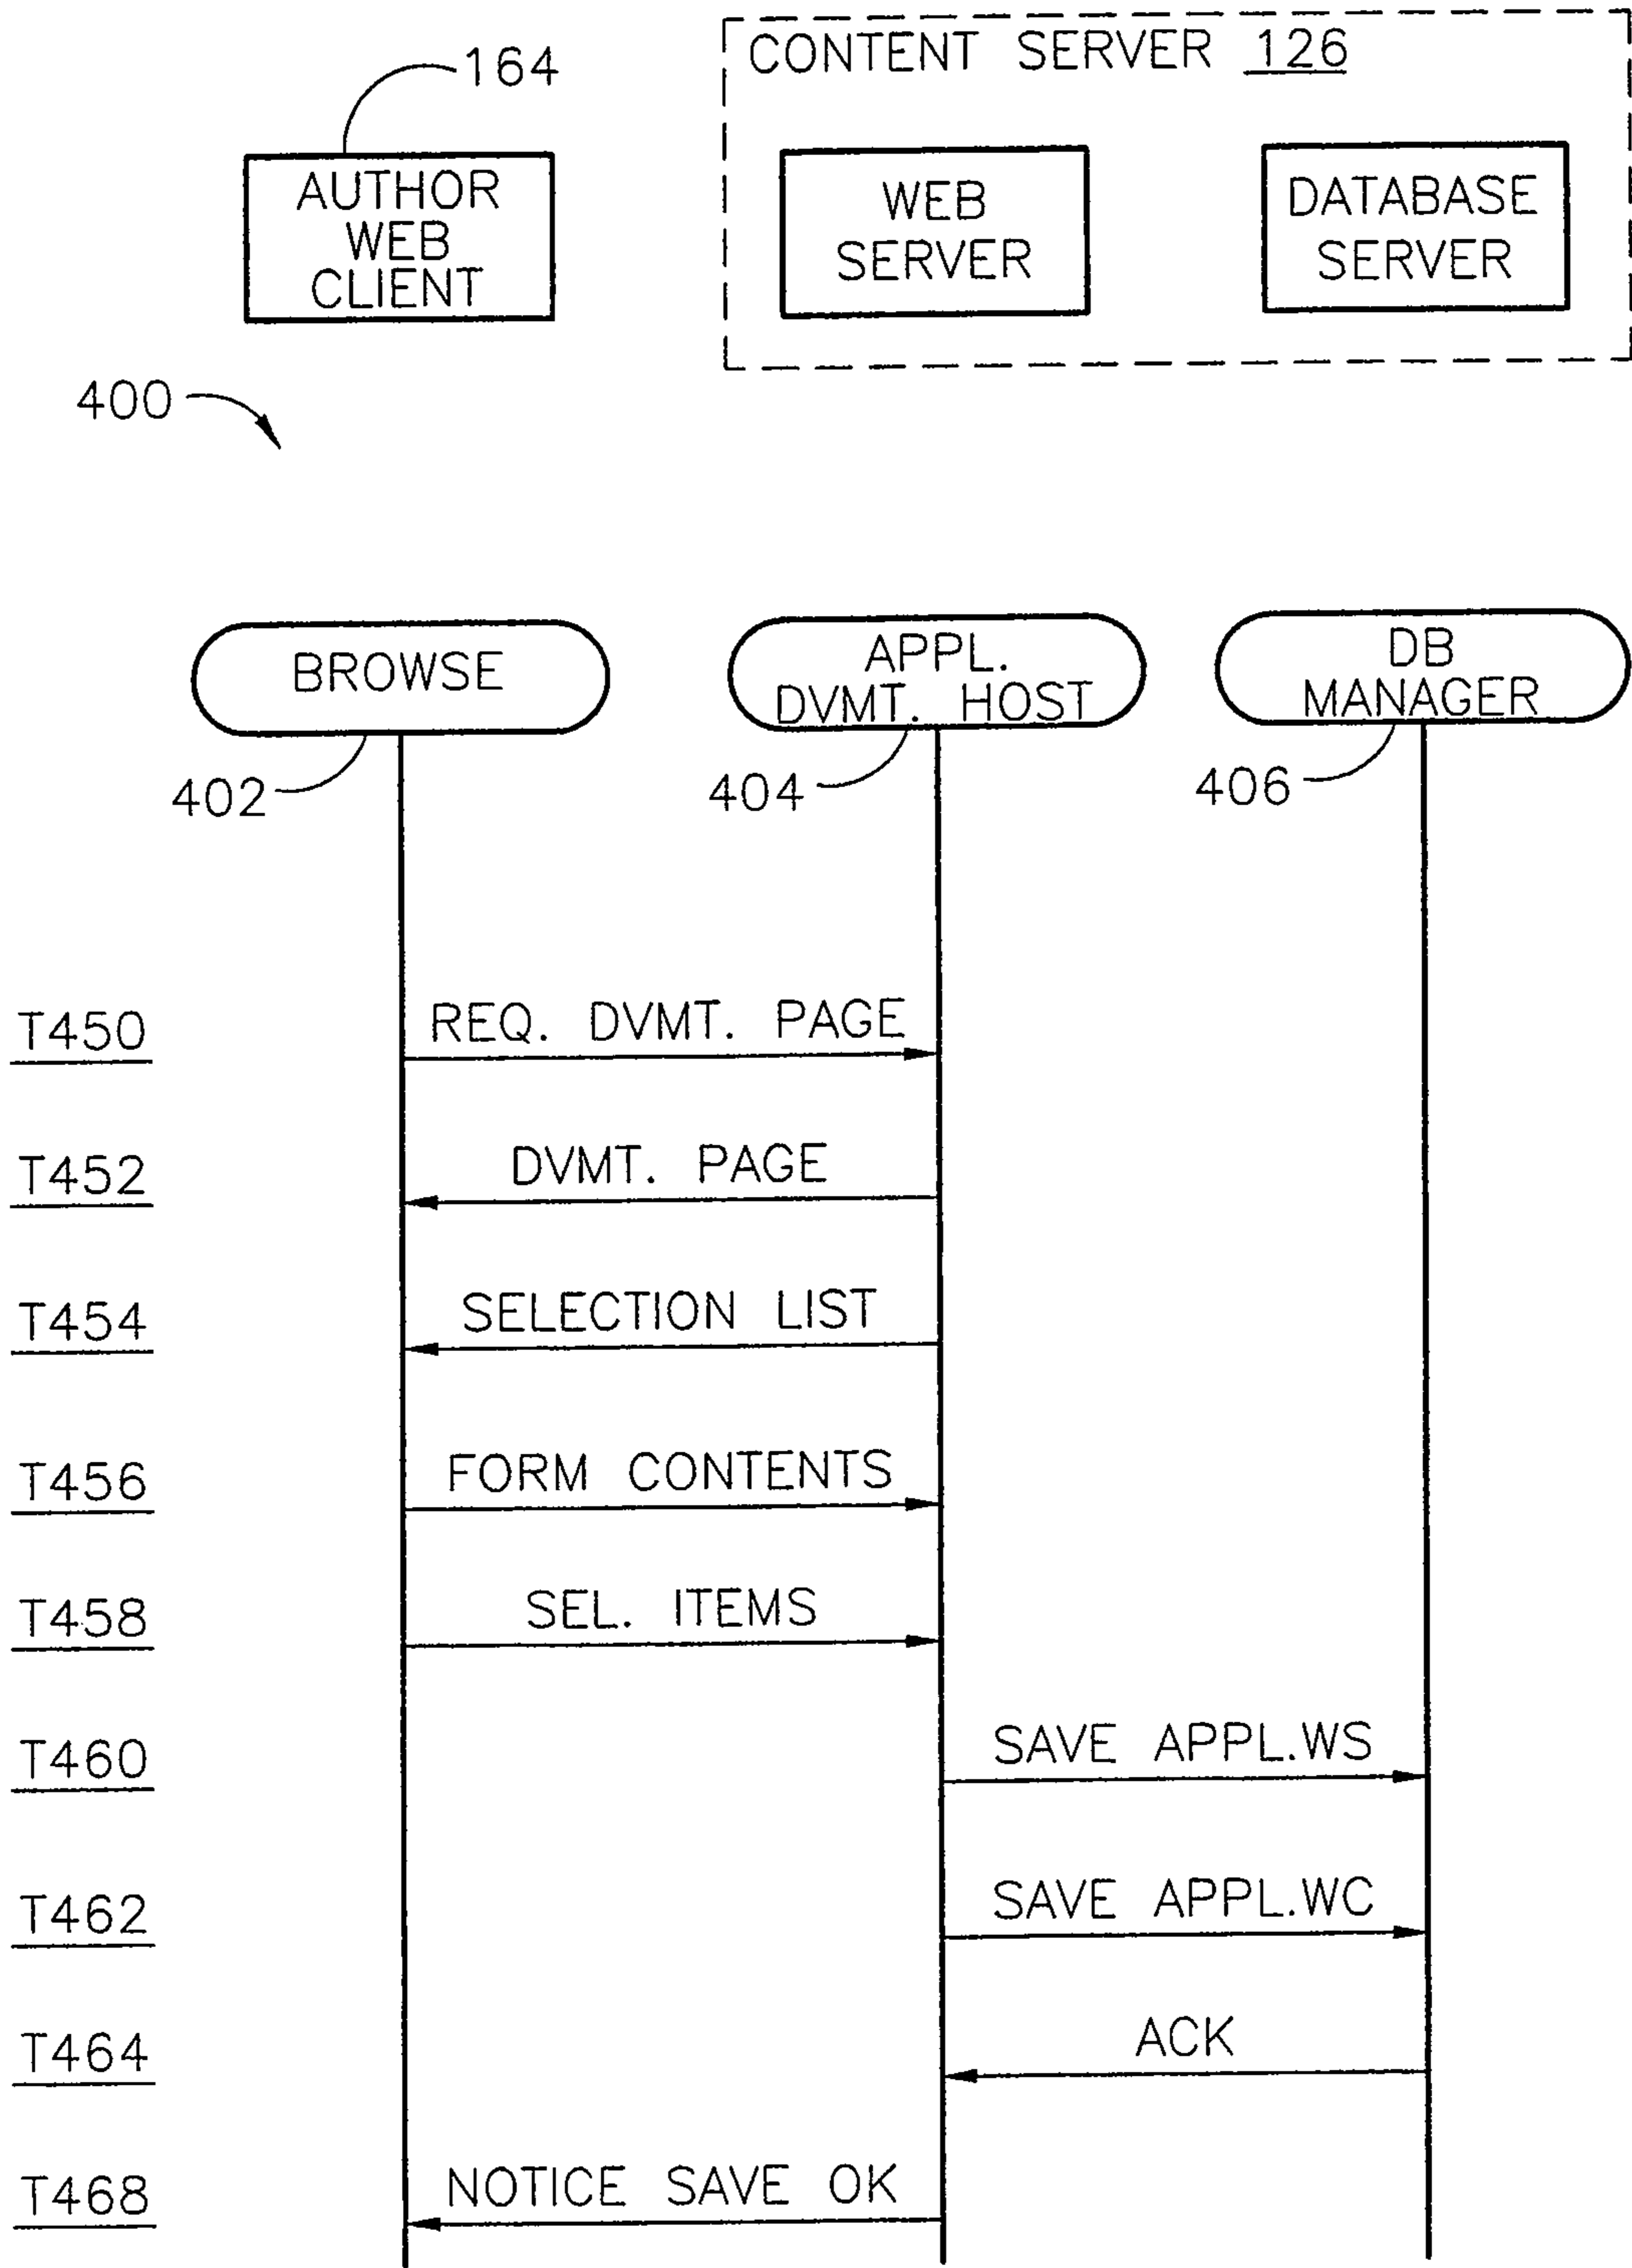 CONTENT SERVER 126
164
AUTHOR
WEB
CLIENT
WEB
SERVER
DATABASE
SERVER
400
BROWSE
APPL.
DVMT. HOST
DB
MANAGER
402
404
406
T450
REQ. DVMT. PAGE
T452
DVMT. PAGE
T454
SELECTION LIST
T456
FORM CONTENTS
T458
SEL. ITEMS
T460
SAVE APPL.WS
T462
SAVE APPL.WC
T464
ACK
T468
NOTICE SAVE OK